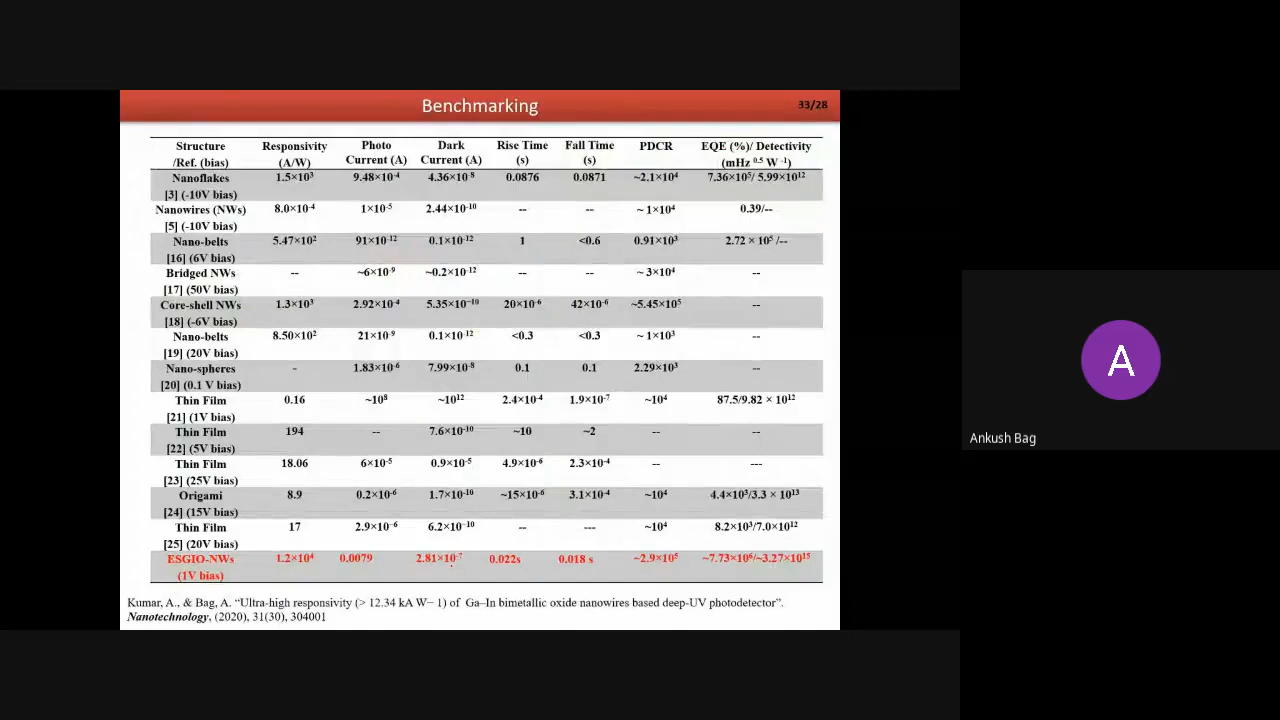 Benchmarking
33/28
Structure Responsivity Photo Dark Rise Time Fall Time PDCR EQE (%)/ Detectivity
/Ref. (bias) (A/W) Current (A) Current (A) (s) (s) (mHz ^0.5 W ^-1)
Nanoflakes 1.5×10³ 9.48×10⁻⁴ 4.36×10⁻⁸ 0.0876 0.0871 ~2.1×10⁴ 7.36×10⁵/ 5.99×10¹²
[3] (-10V bias)
Nanowires (NWs) 8.0×10⁻⁴ 1×10⁻⁵ 2.44×10⁻¹⁰ -- -- ~ 1×10⁴ 0.39/--
[5] (-10V bias)
Nano-belts 5.47×10² 91×10⁻¹² 0.1×10⁻¹² 1 <0.6 0.91×10³ 2.72 × 10⁵ /--
[16] (6V bias)
Bridged NWs -- ~6×10⁻⁹ ~0.2×10⁻¹² -- -- ~ 3×10⁴ --
[17] (50V bias)
Core-shell NWs 1.3×10³ 2.92×10⁻⁴ 5.35×10⁻¹⁰ 20×10⁻⁶ 42×10⁻⁶ ~5.45×10⁵ --
[18] (-6V bias)
Nano-belts 8.50×10² 21×10⁻⁹ 0.1×10⁻¹² <0.3 <0.3 ~ 1×10³ --
[19] (20V bias)
Nano-spheres - 1.83×10⁻⁶ 7.99×10⁻⁸ 0.1 0.1 2.29×10³ --
[20] (0.1 V bias)
Thin Film 0.16 ~10⁸ ~10¹² 2.4×10⁻⁴ 1.9×10⁻⁷ ~10⁴ 87.5/9.82 × 10¹²
[21] (1V bias)
Thin Film 194 -- 7.6×10⁻¹⁰ ~10 ~2 -- --
[22] (5V bias)
Thin Film 18.06 6×10⁻⁵ 0.9×10⁻⁵ 4.9×10⁻⁶ 2.3×10⁻⁴ -- ---
[23] (25V bias)
Origami 8.9 0.2×10⁻⁶ 1.7×10⁻¹⁰ ~15×10⁻⁶ 3.1×10⁻⁴ ~10⁴ 4.4×10³/3.3 × 10¹³
[24] (15V bias)
Thin Film 17 2.9×10⁻⁶ 6.2×10⁻¹⁰ -- --- ~10⁴ 8.2×10³/7.0×10¹²
[25] (20V bias)
ESGIO-NWs 1.2×10⁴ 0.0079 2.81×10⁻⁷ 0.022s 0.018 s ~2.9×10⁵ ~7.73×10⁶/~3.27×10¹⁵
(1V bias)
Kumar, A., & Bag, A. “Ultra-high responsivity (> 12.34 kA W− 1) of Ga–In bimetallic oxide nanowires based deep-UV photodetector”.
Nanotechnology, (2020), 31(30), 304001
A
Ankush Bag